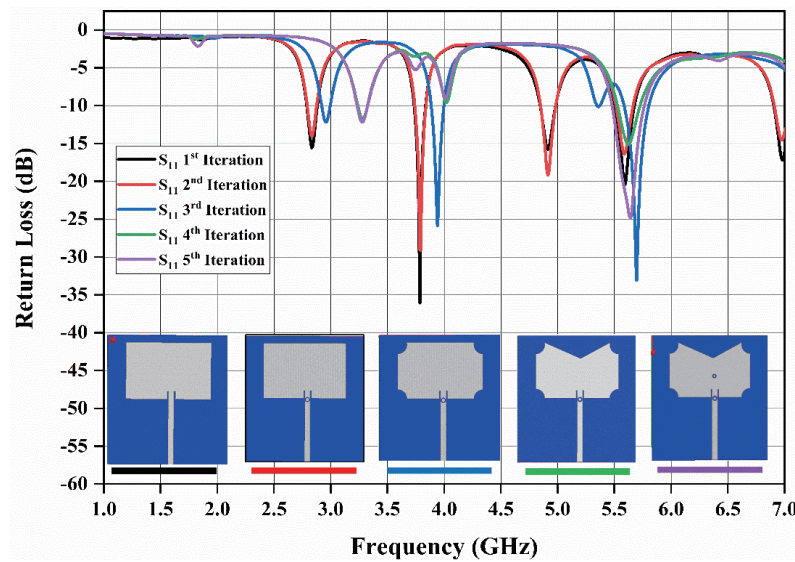 0
-5
-10
-15
-20
-25
-30
-35
-40
-45
-50
-55
-60
Return Loss (dB)
S11 1st Iteration
S11 2nd Iteration
S11 3rd Iteration
S11 4th Iteration
S11 5th Iteration
1.0 1.5 2.0 2.5 3.0 3.5 4.0 4.5 5.0 5.5 6.0 6.5 7.0
Frequency (GHz)